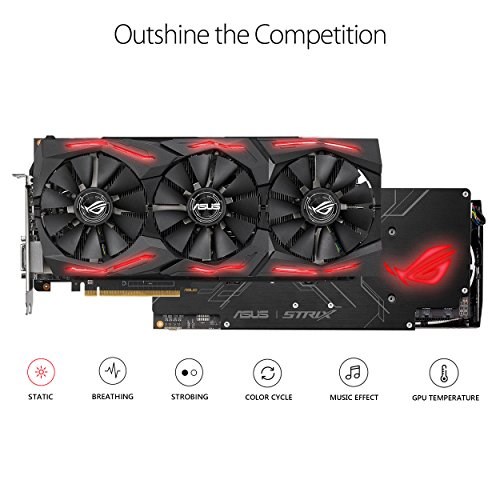 Outshine the Competition
ASUS
ASUS STRIX
STATIC
BREATHING
STROBING
COLOR CYCLE
MUSIC EFFECT
GPU TEMPERATURE